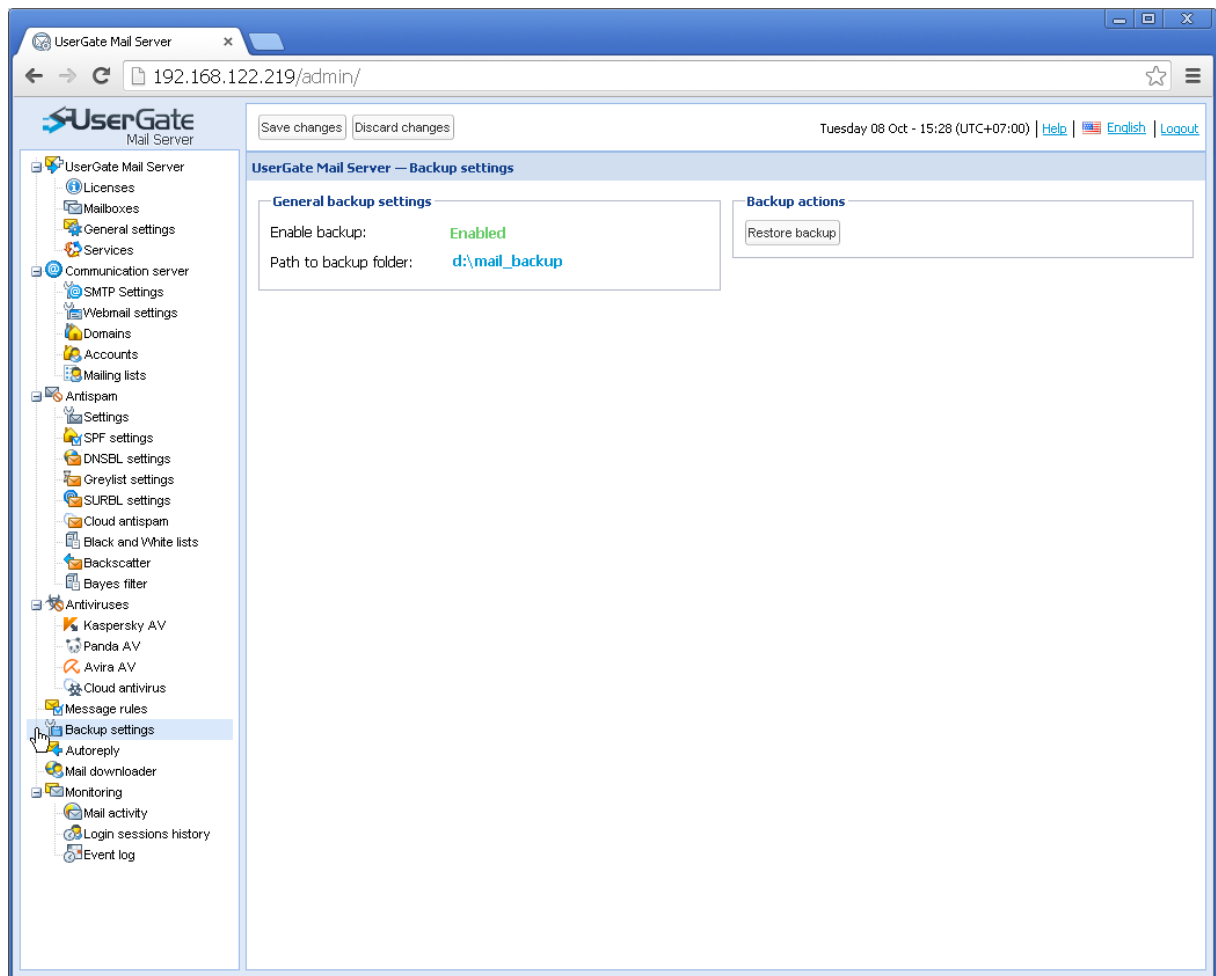 UserGate Mail Server
192.168.122.219/admin/
UserGate
Mail Server
Save changes
Discard changes
Tuesday 08 Oct - 15:28 (UTC+07:00) | Help | English | Logout
UserGate Mail Server
Licenses
Mailboxes
General settings
Services
Communication server
SMTP Settings
Webmail settings
Domains
Accounts
Mailing lists
Antispam
Settings
SPF settings
DNSBL settings
Greylist settings
SURBL settings
Cloud antispam
Black and White lists
Backscatter
Bayes filter
Antiviruses
Kaspersky AV
Panda AV
Avira AV
Cloud antivirus
Message rules
Backup settings
Autoreply
Mail downloader
Monitoring
Mail activity
Login sessions history
Event log
UserGate Mail Server — Backup settings
General backup settings
Enable backup: Enabled
Path to backup folder: d:\mail_backup
Backup actions
Restore backup